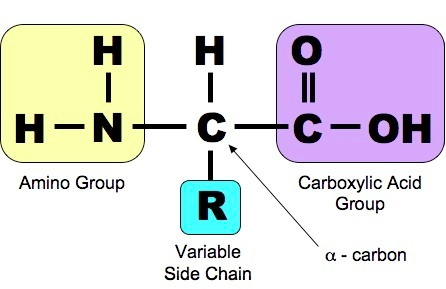 H H O
H N C C OH
Amino Group
R
Carboxylic Acid
Group
Variable
Side Chain
α - carbon